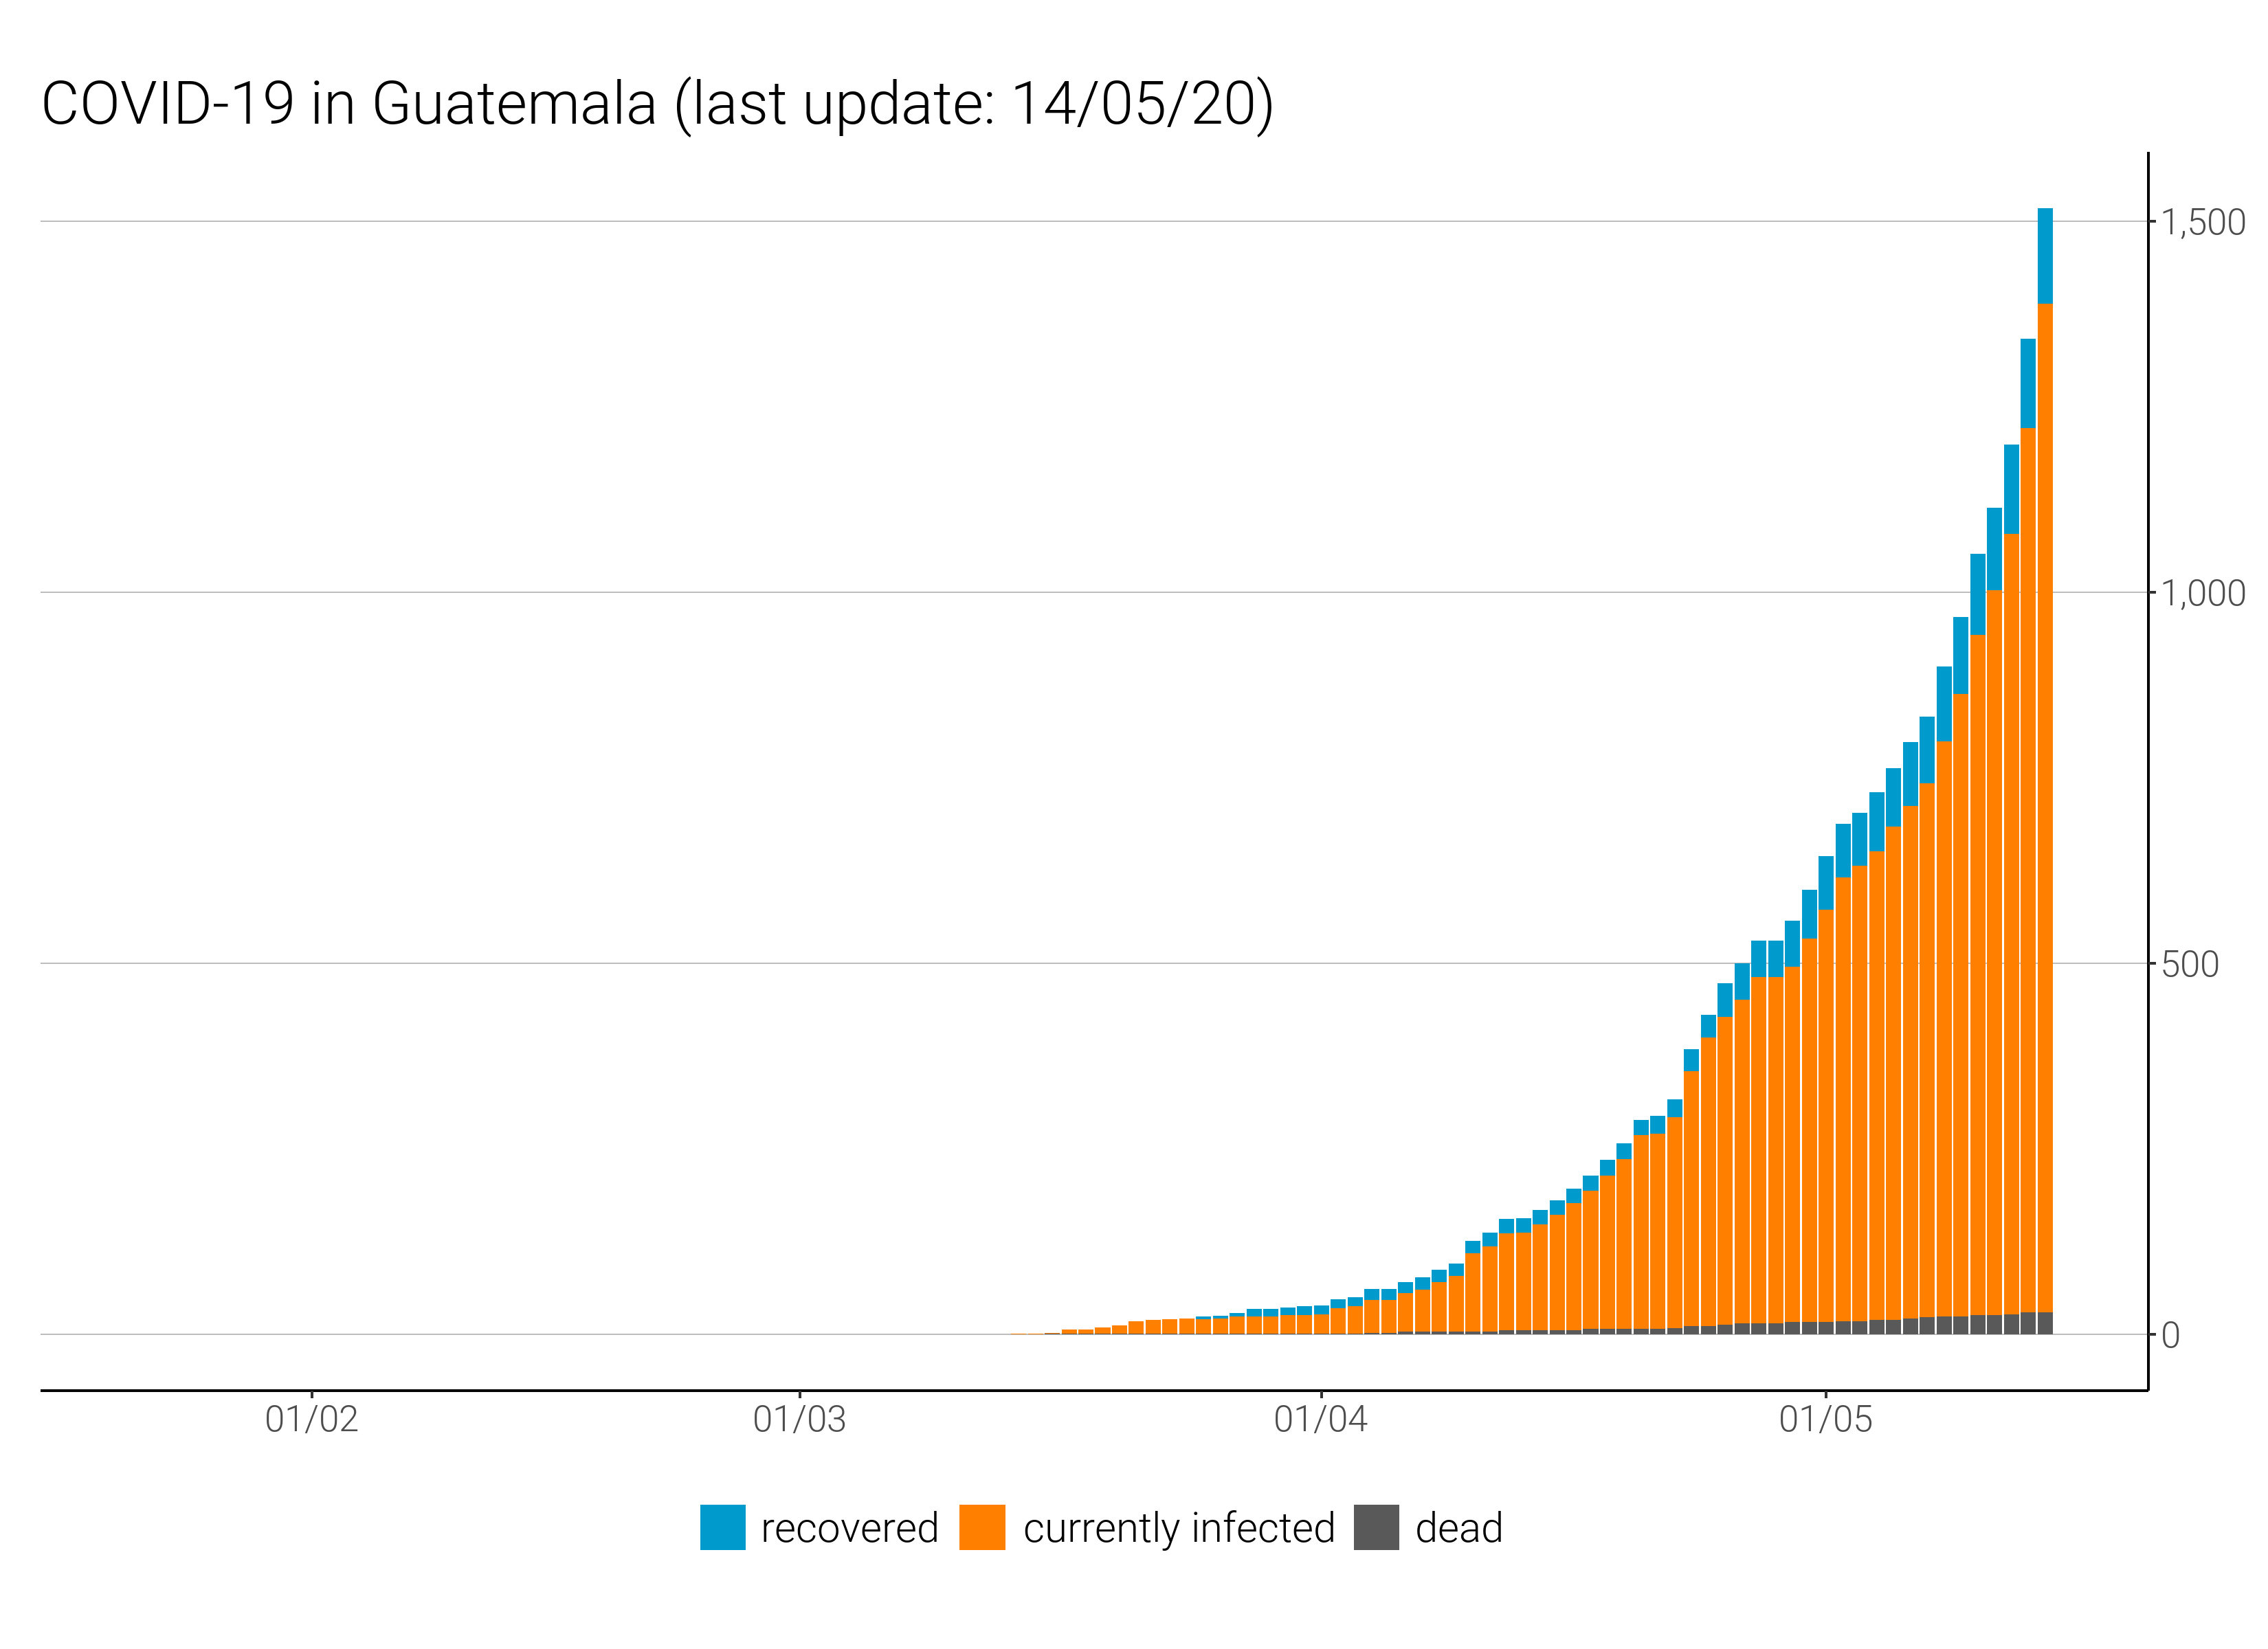 COVID-19 in Guatemala (last update: 14/05/20)
1,500
1,000
500
0
01/02 01/03 01/04 01/05
recovered currently infected dead